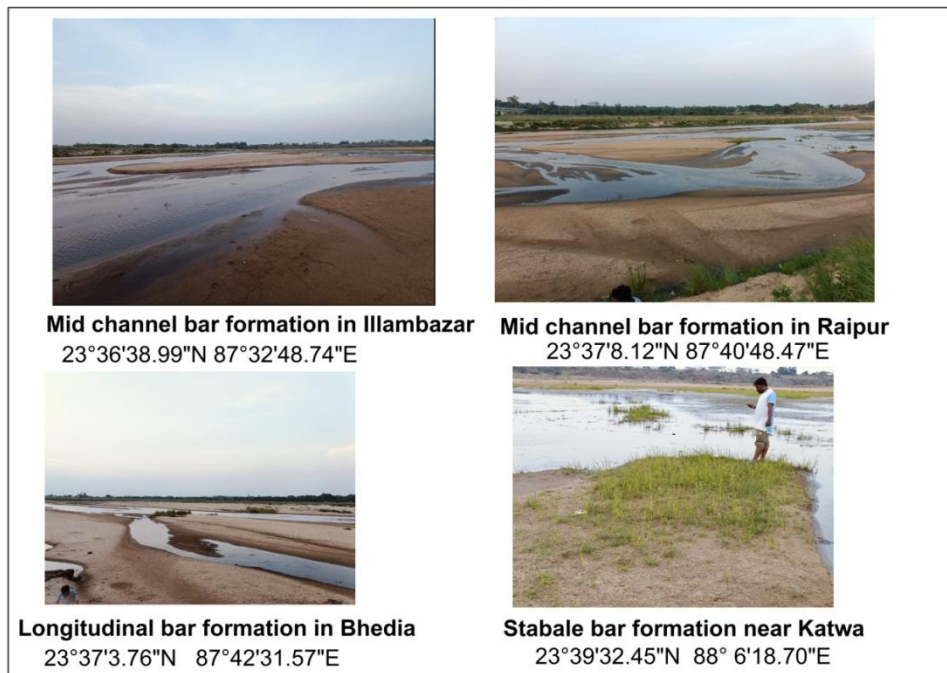 Mid channel bar formation in Illambazar
23°36'38.99"N 87°32'48.74"E
Mid channel bar formation in Raipur
23°37'8.12"N 87°40'48.47"E
Longitudinal bar formation in Bhedia
23°37'3.76"N 87°42'31.57"E
Stabale bar formation near Katwa
23°39'32.45"N 88° 6'18.70"E